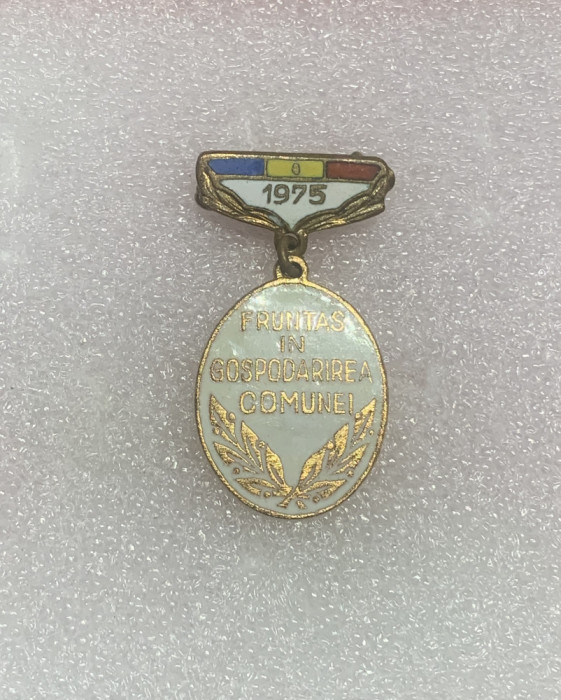 1975
FRUNTAS
IN
GOSPODARIREA
COMUNEI